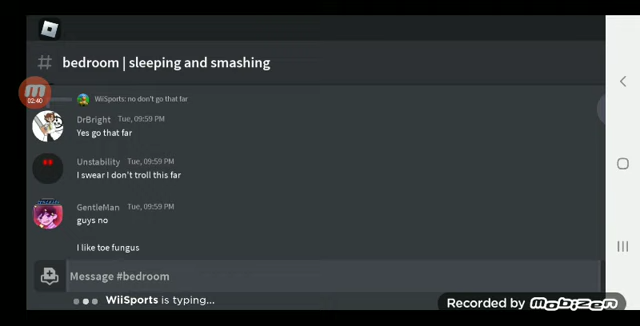 # bedroom | sleeping and smashing
02:40
WiiSports: no don't go that far
DrBright Tue, 09:59 PM
Yes go that far
Unstability Tue, 09:59 PM
I swear I don't troll this far
GentleMan Tue, 09:59 PM
guys no
I like toe fungus
Message #bedroom
WiiSports is typing...
Recorded by Mobizen